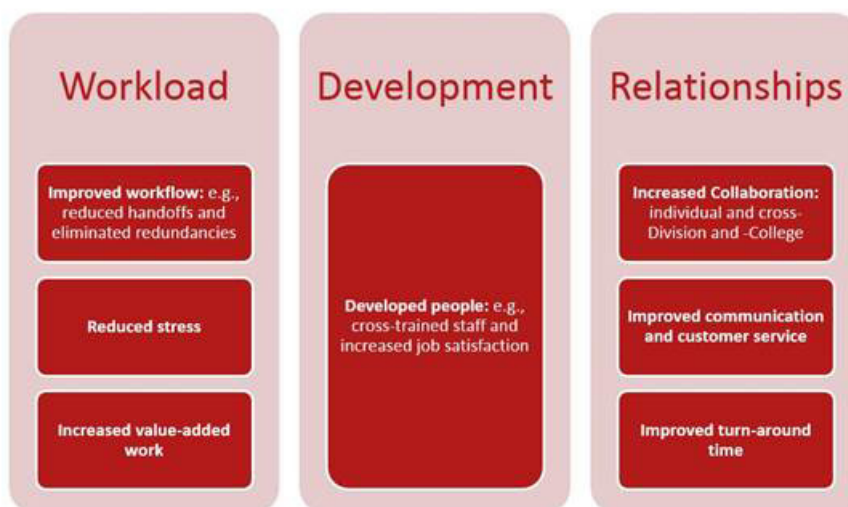 Workload
Improved workflow: e.g.,
reduced handoffs and
eliminated redundancies
Reduced stress
Increased value-added
work
Development
Developed people: e.g.,
cross-trained staff and
increased job satisfaction
Relationships
Increased Collaboration:
individual and cross-
Division and -College
Improved communication
and customer service
Improved turn-around
time